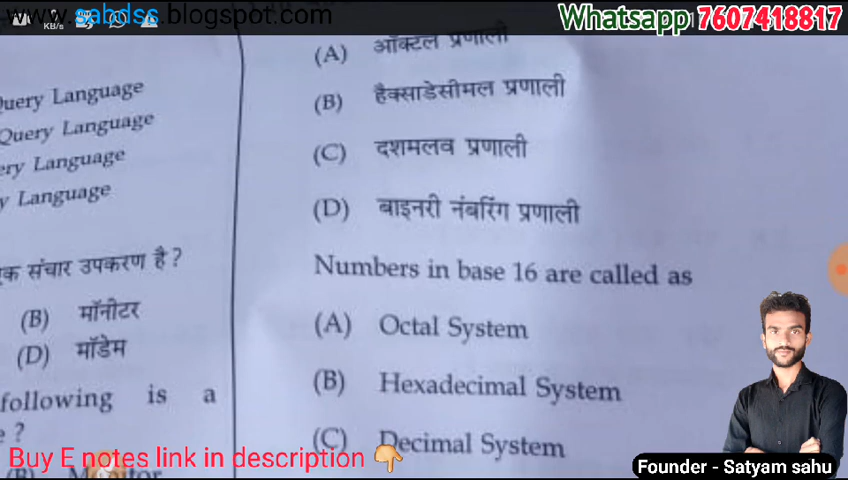 www.sabdss.blogspot.com
KB/s
Whatsapp 7607418817
Query Language
Query Language
Language
Language
संचार उपकरण है ?
(B) मॉनीटर
(D) मॉडेम
following is a
?
(A) ऑक्टल प्रणाली
(B) हैक्साडेसीमल प्रणाली
(C) दशमलव प्रणाली
(D) बाइनरी नंबरिंग प्रणाली
Numbers in base 16 are called as
(A) Octal System
(B) Hexadecimal System
(C) Decimal System
Buy E notes link in description 👇
(B) Monitor
Founder - Satyam sahu